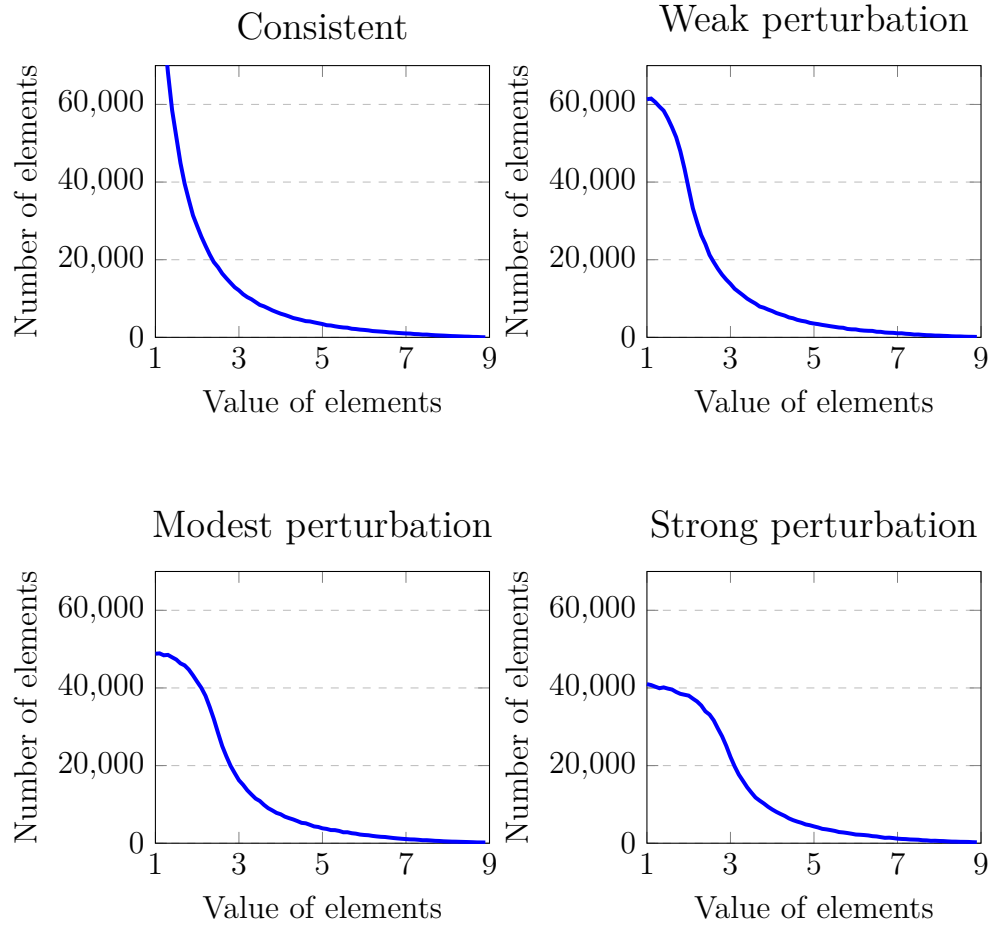 Consistent
Number of elements
60,000
40,000
20,000
0
1 3 5 7 9
Value of elements
Weak perturbation
Number of elements
60,000
40,000
20,000
0
1 3 5 7 9
Value of elements
Modest perturbation
Number of elements
60,000
40,000
20,000
0
1 3 5 7 9
Value of elements
Strong perturbation
Number of elements
60,000
40,000
20,000
0
1 3 5 7 9
Value of elements